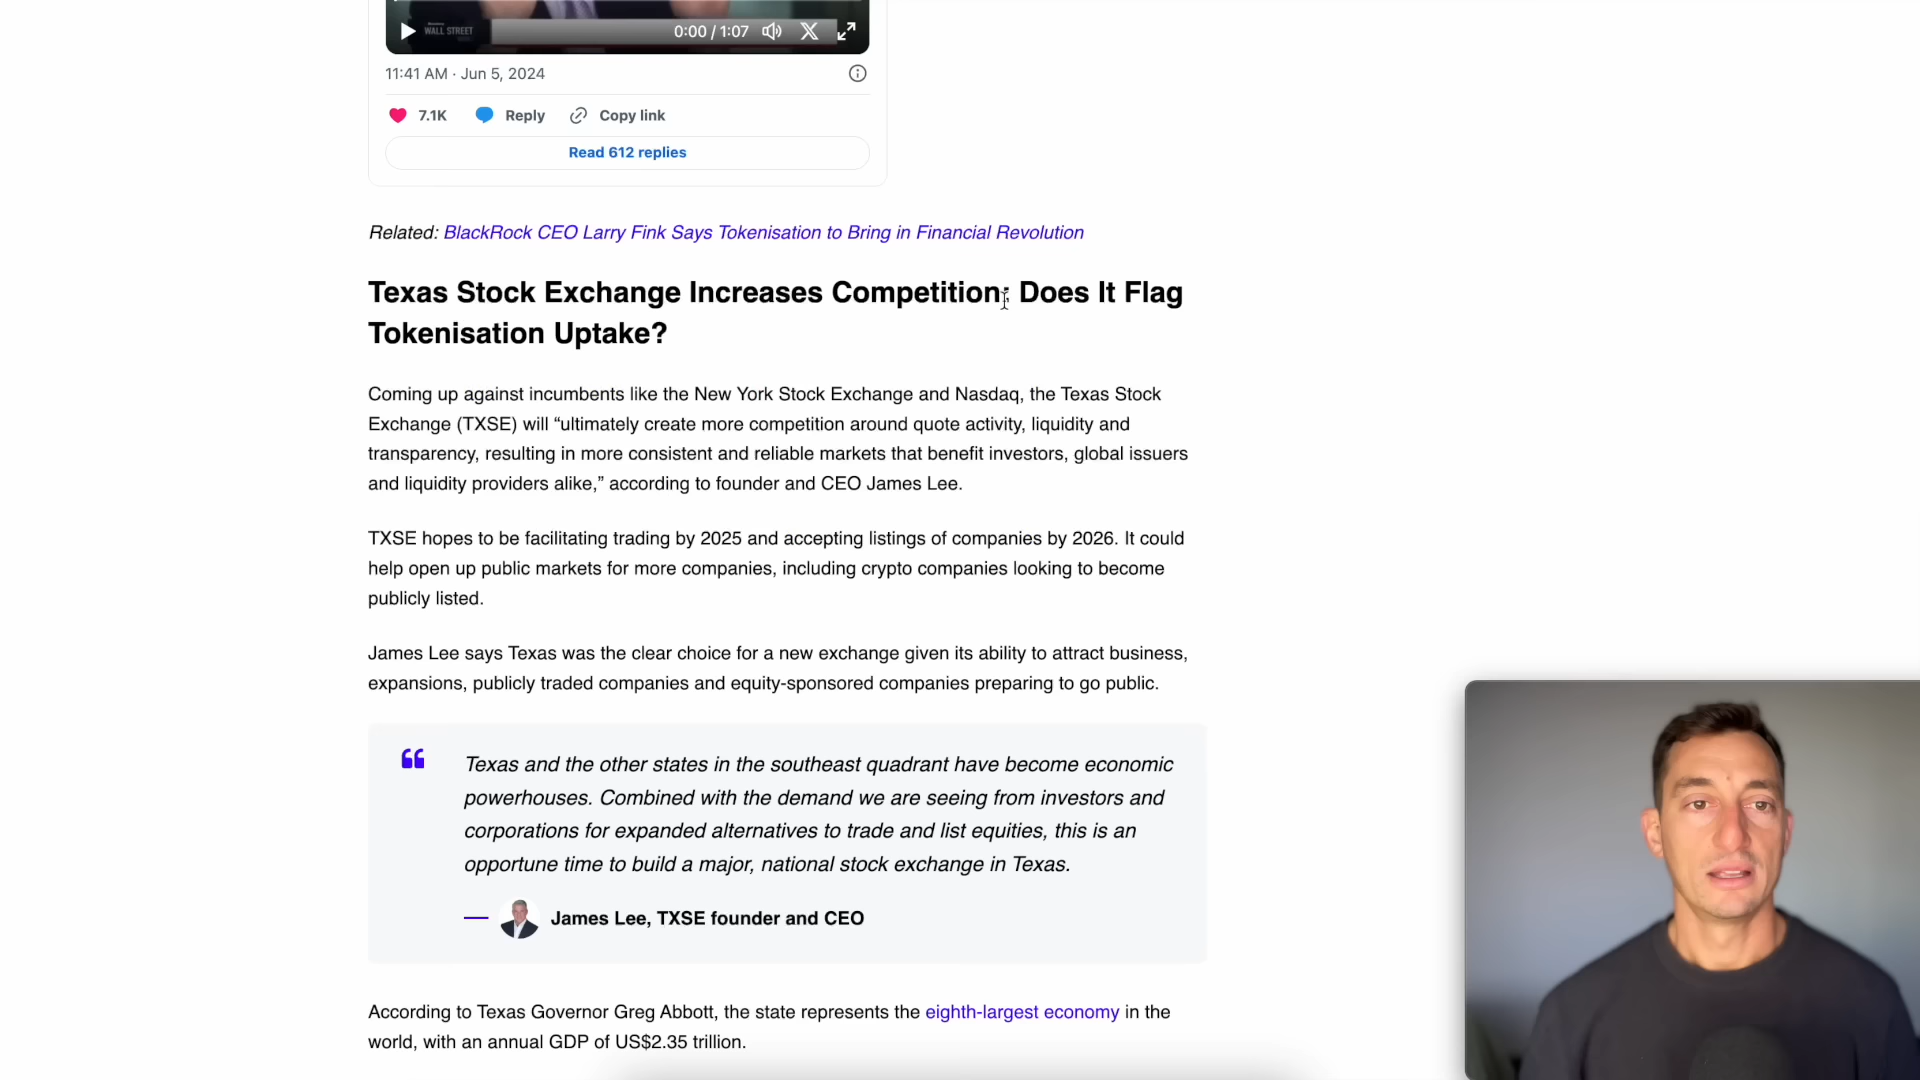 WALL STREET
0:00 / 1:07
11:41 AM · Jun 5, 2024
7.1K Reply Copy link
Read 612 replies
Related: BlackRock CEO Larry Fink Says Tokenisation to Bring in Financial Revolution
Texas Stock Exchange Increases Competition: Does It Flag
Tokenisation Uptake?
Coming up against incumbents like the New York Stock Exchange and Nasdaq, the Texas Stock
Exchange (TXSE) will “ultimately create more competition around quote activity, liquidity and
transparency, resulting in more consistent and reliable markets that benefit investors, global issuers
and liquidity providers alike,” according to founder and CEO James Lee.
TXSE hopes to be facilitating trading by 2025 and accepting listings of companies by 2026. It could
help open up public markets for more companies, including crypto companies looking to become
publicly listed.
James Lee says Texas was the clear choice for a new exchange given its ability to attract business,
expansions, publicly traded companies and equity-sponsored companies preparing to go public.
Texas and the other states in the southeast quadrant have become economic
powerhouses. Combined with the demand we are seeing from investors and
corporations for expanded alternatives to trade and list equities, this is an
opportune time to build a major, national stock exchange in Texas.
James Lee, TXSE founder and CEO
According to Texas Governor Greg Abbott, the state represents the eighth-largest economy in the
world, with an annual GDP of US$2.35 trillion.